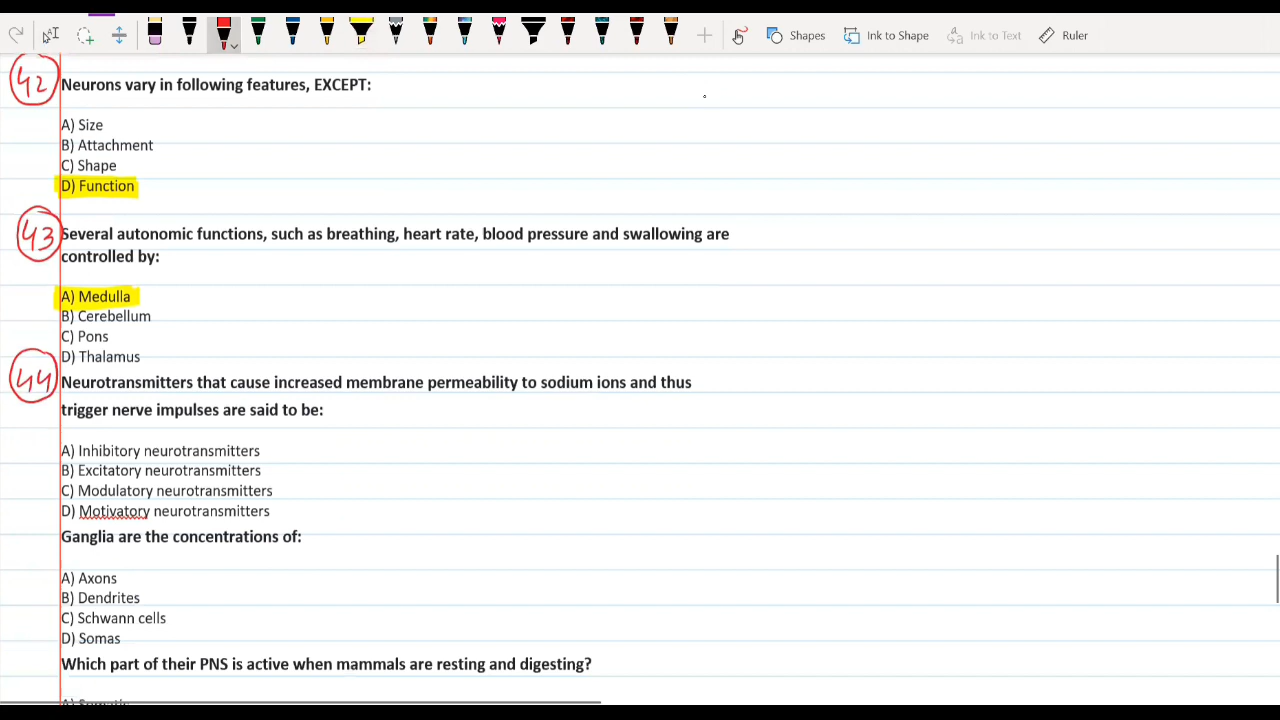 Shapes
Ink to Shape
Ink to Text
Ruler
42 Neurons vary in following features, EXCEPT:
A) Size
B) Attachment
C) Shape
D) Function
43 Several autonomic functions, such as breathing, heart rate, blood pressure and swallowing are
controlled by:
A) Medulla
B) Cerebellum
C) Pons
D) Thalamus
44 Neurotransmitters that cause increased membrane permeability to sodium ions and thus
trigger nerve impulses are said to be:
A) Inhibitory neurotransmitters
B) Excitatory neurotransmitters
C) Modulatory neurotransmitters
D) Motivatory neurotransmitters
Ganglia are the concentrations of:
A) Axons
B) Dendrites
C) Schwann cells
D) Somas
Which part of their PNS is active when mammals are resting and digesting?